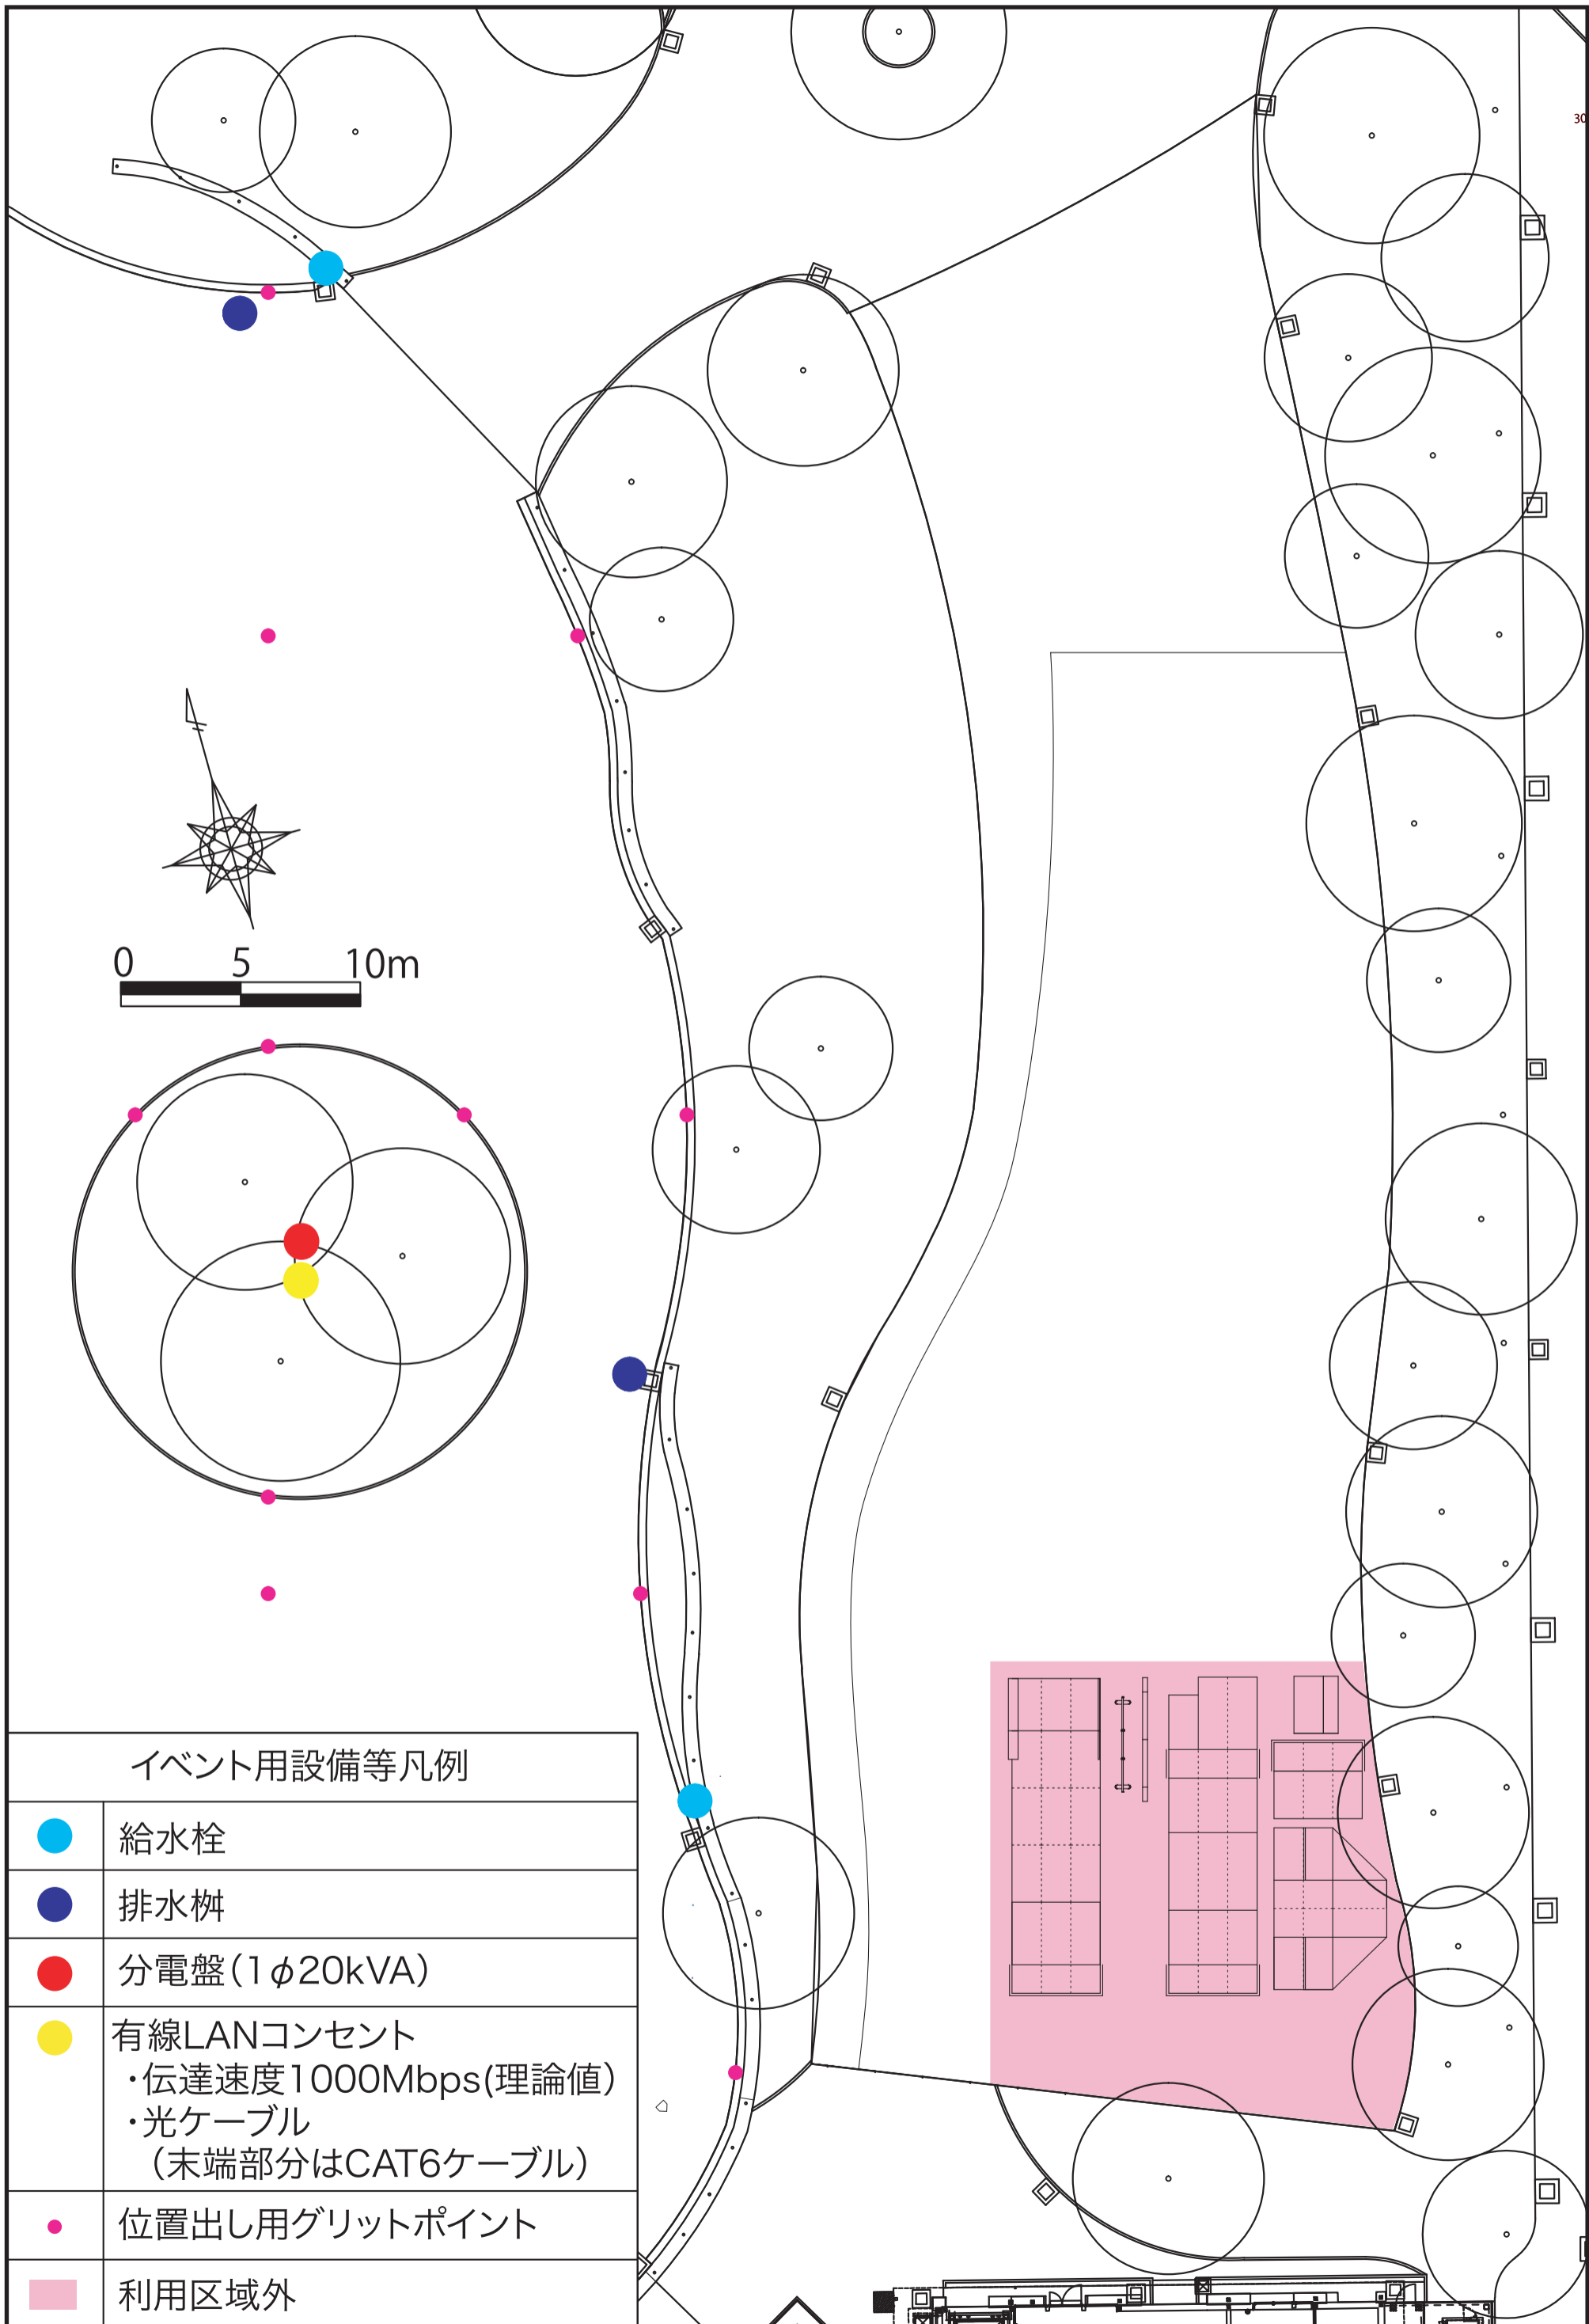 30
0 5 10m
イベント用設備等凡例
給水栓
排水桝
分電盤(1φ20kVA)
有線LANコンセント
・伝達速度1000Mbps(理論値)
・光ケーブル
(末端部分はCAT6ケーブル)
位置出し用グリットポイント
利用区域外